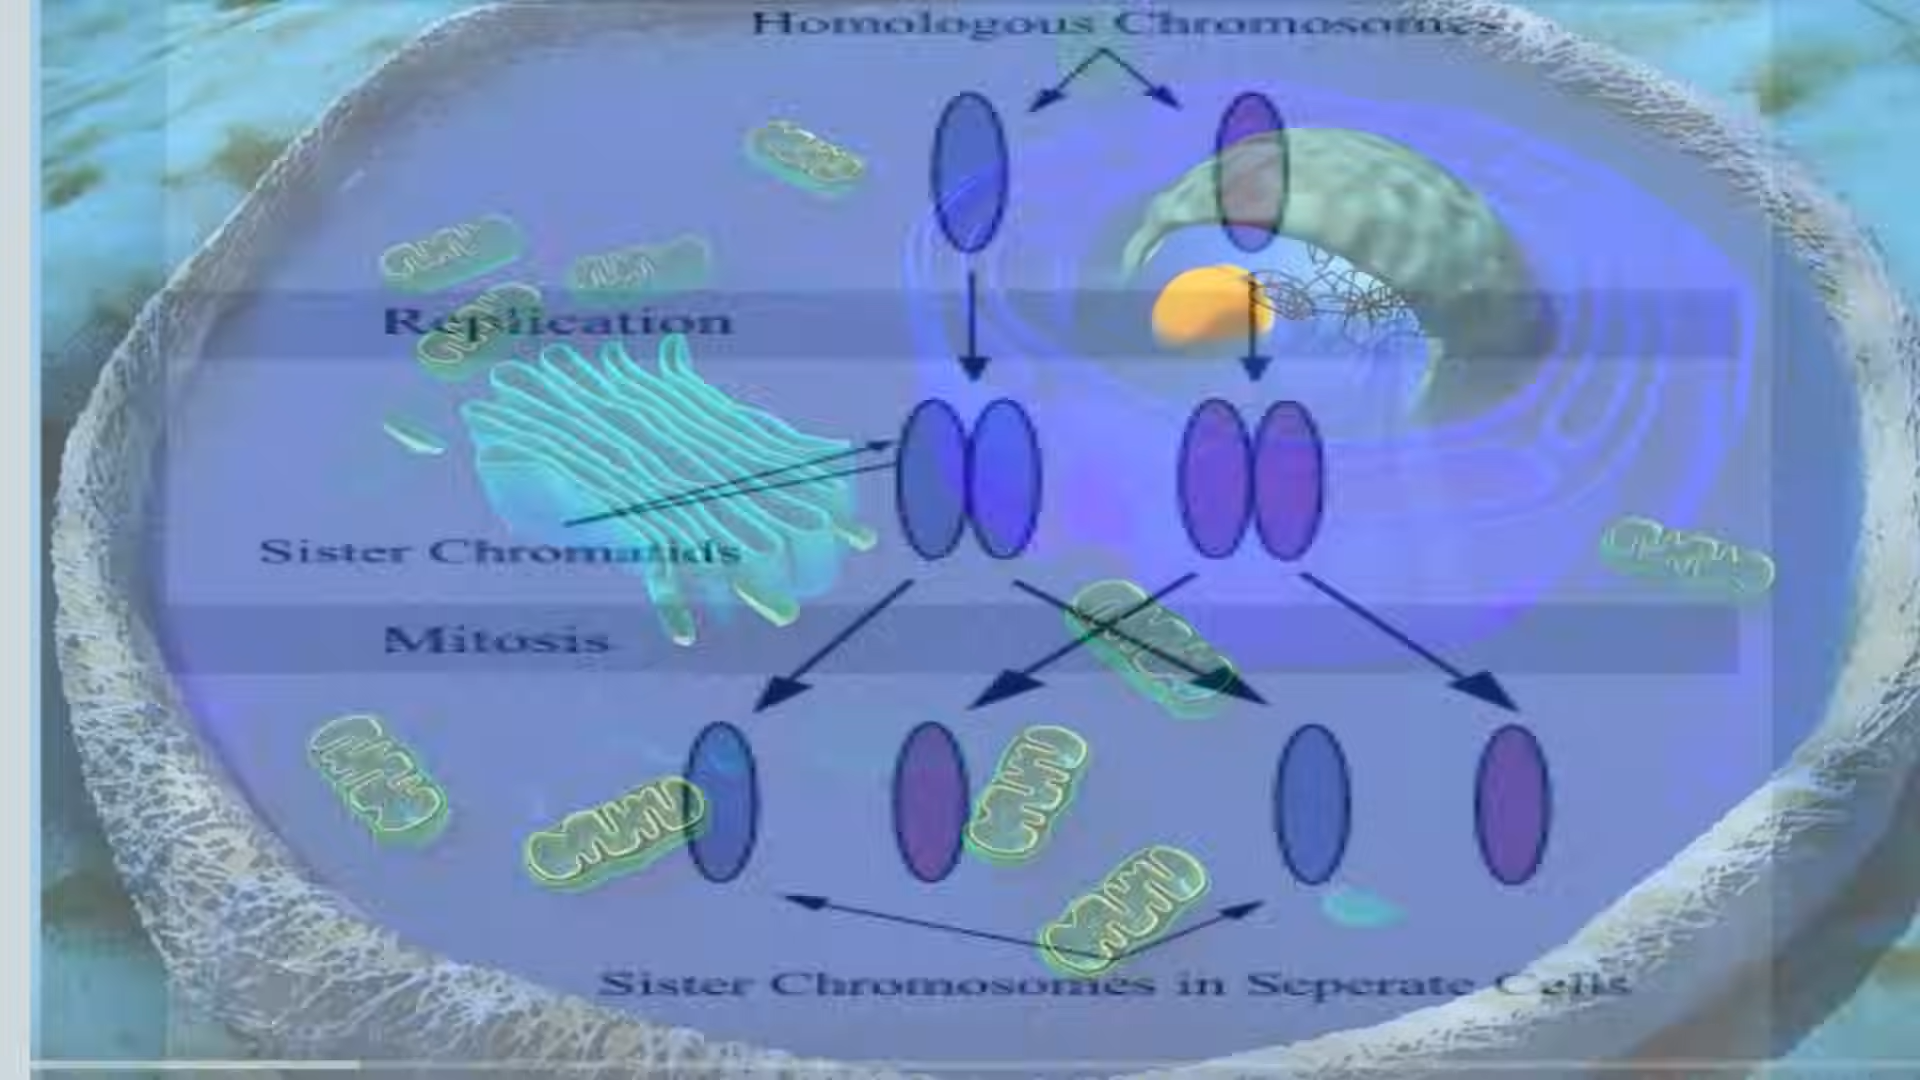 Homologous Chromosomes
Replication
Sister Chromatids
Mitosis
Sister Chromosomes in Seperate Cells